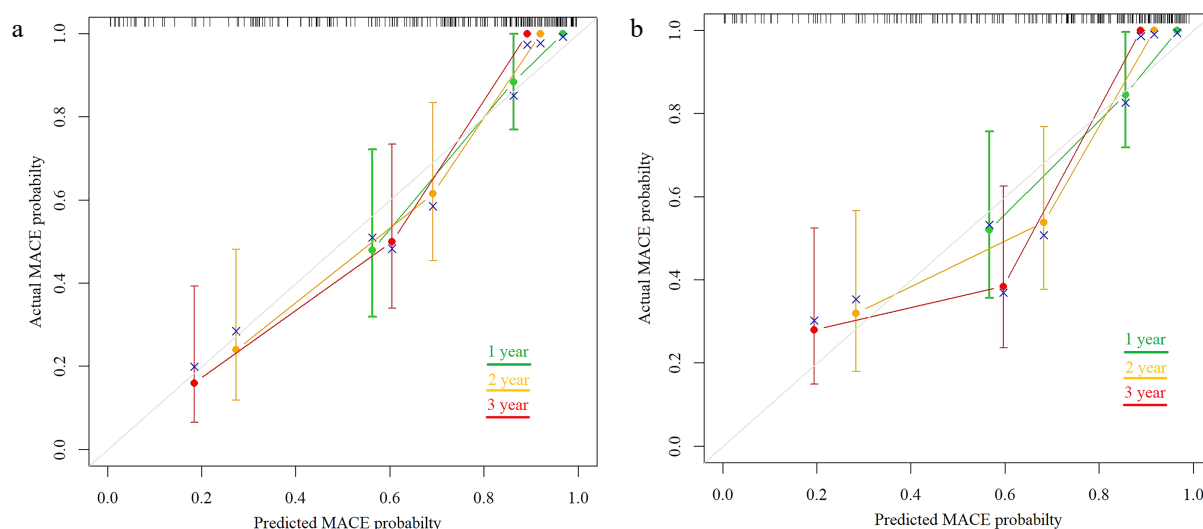 a
Actual MACE probabilty
1.0
0.8
0.6
0.4
0.2
0.0
1 year
2 year
3 year
0.0 0.2 0.4 0.6 0.8 1.0
Predicted MACE probabilty
b
Actual MACE probabilty
1.0
0.8
0.6
0.4
0.2
0.0
1 year
2 year
3 year
0.0 0.2 0.4 0.6 0.8 1.0
Predicted MACE probabilty